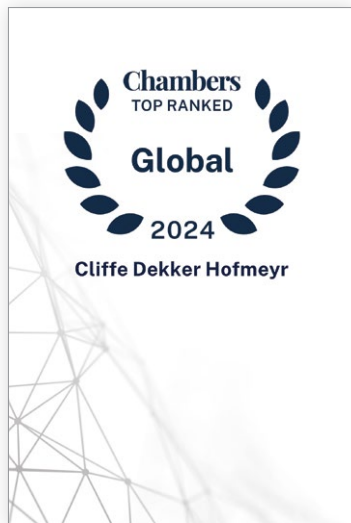 Chambers
TOP RANKED
Global
2024
Cliffe Dekker Hofmeyr